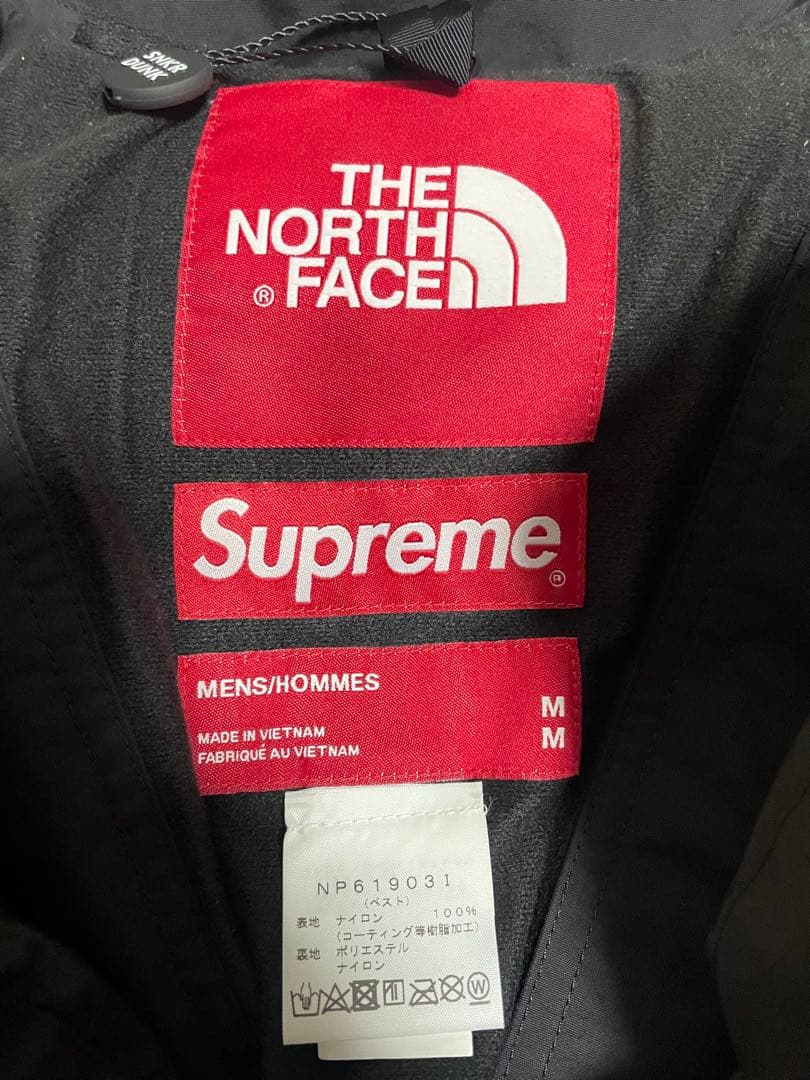 SNKR
DUNK
THE
NORTH
® FACE
Supreme®
MENS/HOMMES
M
MADE IN VIETNAM
FABRIQUÉ AU VIETNAM
M
NP61903I
(ベスト)
表地 ナイロン 100%
(コーティング等樹脂加工)
裏地 ポリエステル
ナイロン
W